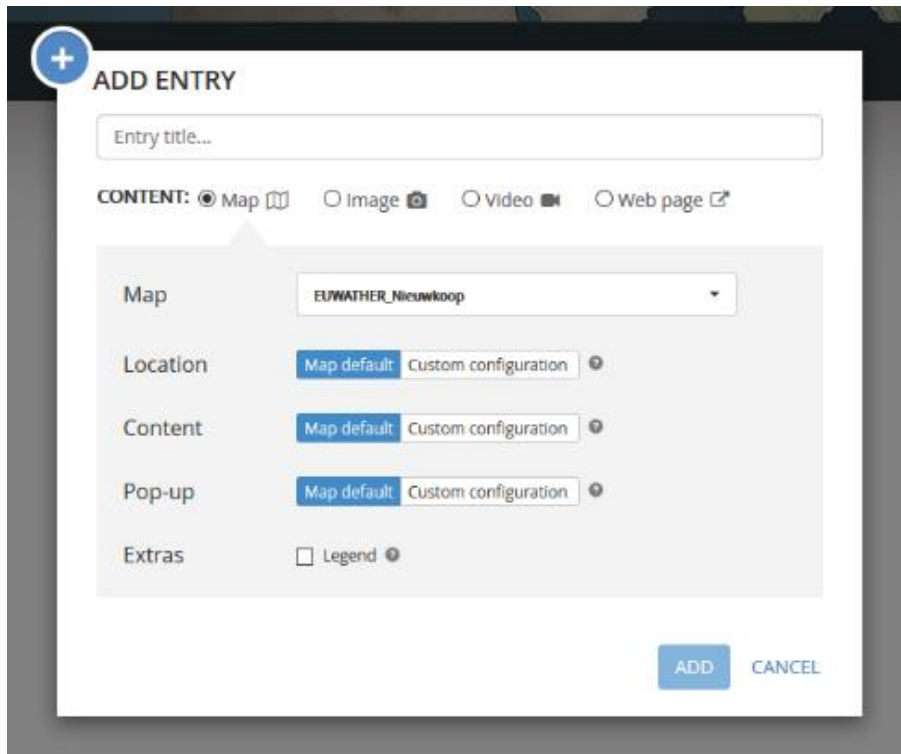 ADD ENTRY
Entry title...
CONTENT: Map Image Video Web page
Map EUWATHER_Nieuwkoop
Location Map default Custom configuration
Content Map default Custom configuration
Pop-up Map default Custom configuration
Extras Legend
ADD CANCEL